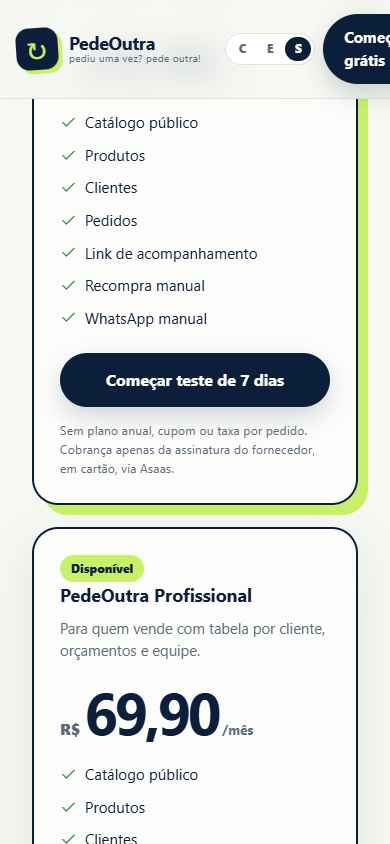 PedeOutra
pediu uma vez? pede outra!
C E S
grátis
Catálogo público
Produtos
Clientes
Pedidos
Link de acompanhamento
Recompra manual
WhatsApp manual
Começar teste de 7 dias
Sem plano anual, cupom ou taxa por pedido.
Cobrança apenas da assinatura do fornecedor,
em cartão, via Asaas.
Disponível
PedeOutra Profissional
Para quem vende com tabela por cliente,
orçamentos e equipe.
R$ 69,90 /mês
Catálogo público
Produtos
Clientes